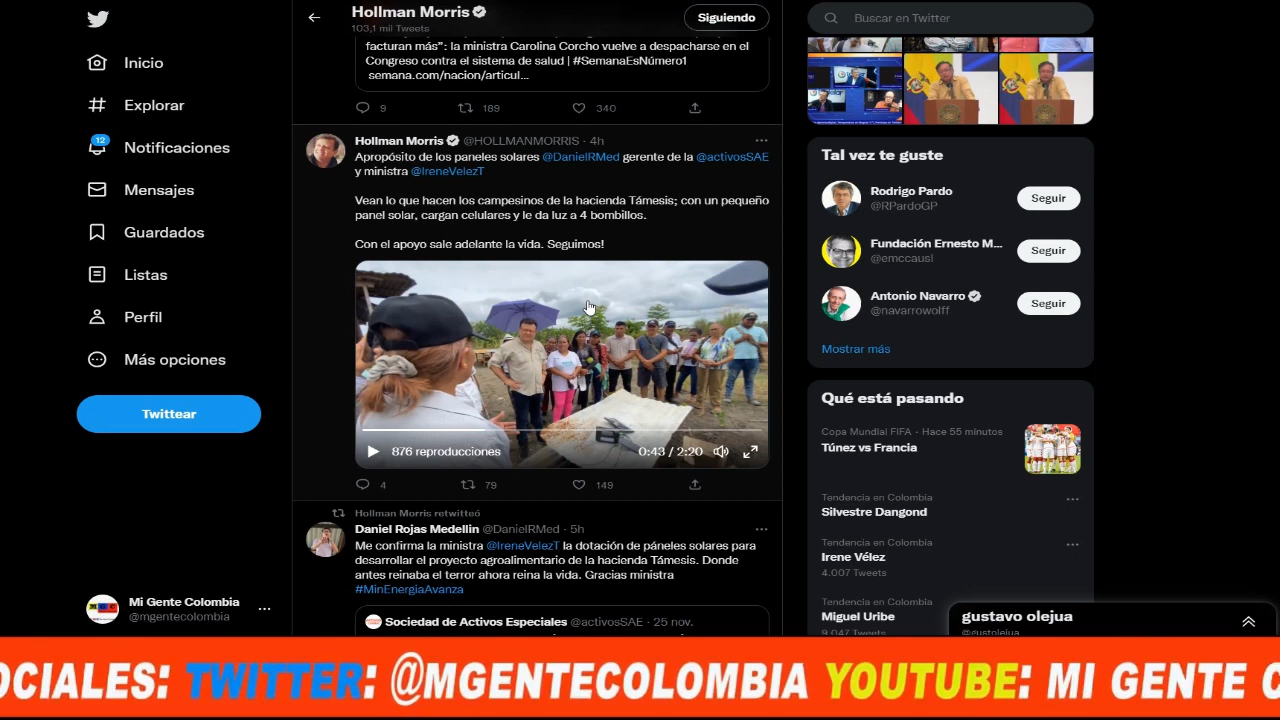 Hollman Morris
103,1 mil Tweets
Siguiendo
Buscar en Twitter
Inicio
Explorar
12
Notificaciones
Mensajes
Guardados
Listas
Perfil
Más opciones
Twittear
Mi Gente Colombia
@mgentecolombia
facturan más”: la ministra Carolina Corcho vuelve a despacharse en el
Congreso contra el sistema de salud | #SemanaEsNúmero1
semana.com/nacion/articul...
9 189 340
Hollman Morris @HOLLMANMORRIS · 4h
Apropósito de los paneles solares @DanielRMed gerente de la @activosSAE
y ministra @IreneVelezT
Vean lo que hacen los campesinos de la hacienda Támesis; con un pequeño
panel solar, cargan celulares y le da luz a 4 bombillos.
Con el apoyo sale adelante la vida. Seguimos!
876 reproducciones 0:43 / 2:20
4 79 149
Hollman Morris retwitteó
Daniel Rojas Medellin @DanielRMed · 5h
Me confirma la ministra @IreneVelezT la dotación de páneles solares para
desarrollar el proyecto agroalimentario de la hacienda Támesis. Donde
antes reinaba el terror ahora reina la vida. Gracias ministra
#MinEnergiaAvanza
Sociedad de Activos Especiales @activosSAE · 25 nov.
Tal vez te guste
Rodrigo Pardo
@RPardoGP
Seguir
Fundación Ernesto M...
@emccausl
Seguir
Antonio Navarro
@navarrowolff
Seguir
Mostrar más
Qué está pasando
Copa Mundial FIFA · Hace 55 minutos
Túnez vs Francia
Tendencia en Colombia
Silvestre Dangond
Tendencia en Colombia
Irene Vélez
4.007 Tweets
Tendencia en Colombia
Miguel Uribe
9.047 Tweets
gustavo olejua
@gustolejua
OCIALES: TWITTER: @MGENTECOLOMBIA YOUTUBE: MI GENTE C